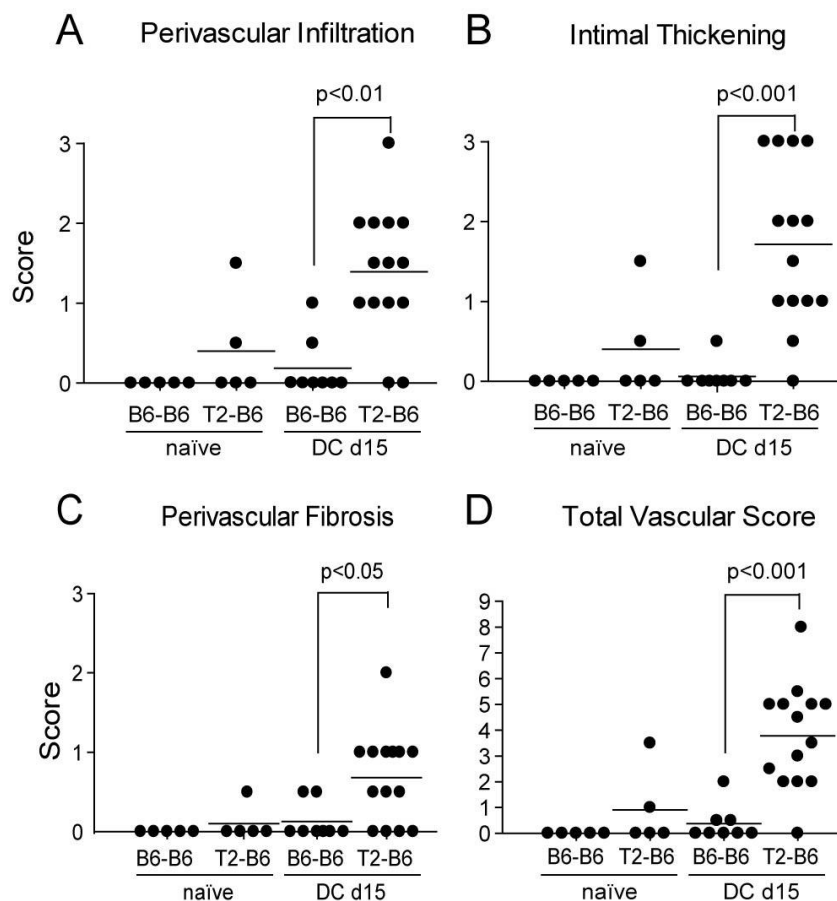 A Perivascular Infiltration
p<0.01
3
2
1
0
Score
B6-B6 T2-B6 B6-B6 T2-B6
naïve DC d15
B Intimal Thickening
p<0.001
3
2
1
0
B6-B6 T2-B6 B6-B6 T2-B6
naïve DC d15
C Perivascular Fibrosis
p<0.05
3
2
1
0
Score
B6-B6 T2-B6 B6-B6 T2-B6
naïve DC d15
D Total Vascular Score
p<0.001
9
8
7
6
5
4
3
2
1
0
B6-B6 T2-B6 B6-B6 T2-B6
naïve DC d15